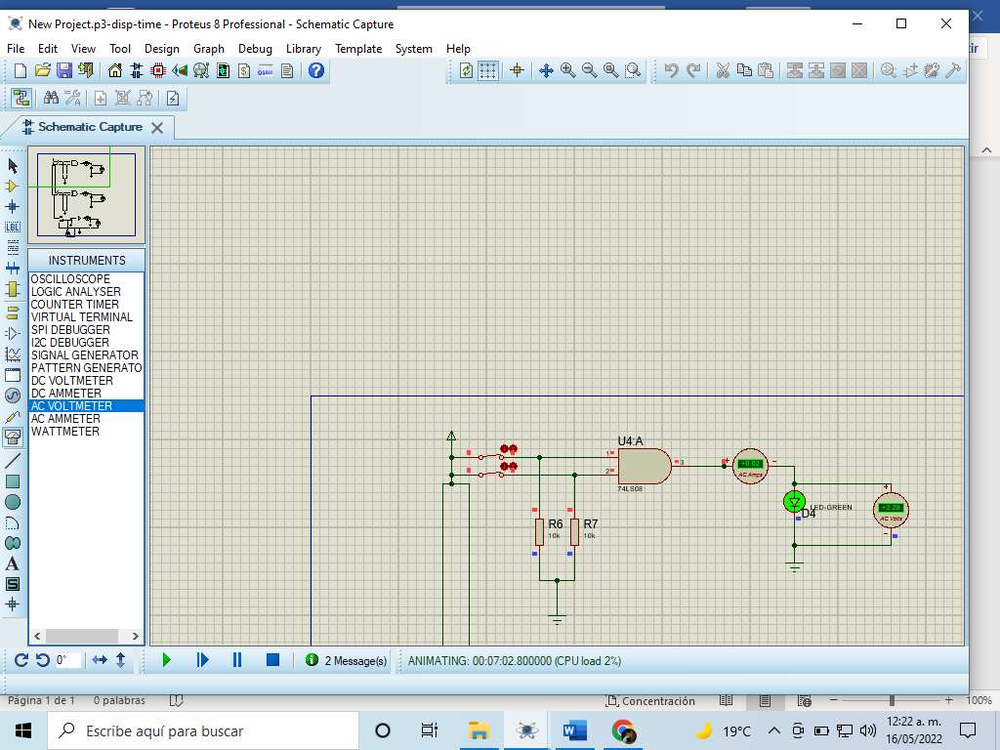 New Project.p3-disp-time - Proteus 8 Professional - Schematic Capture
File Edit View Tool Design Graph Debug Library Template System Help
Schematic Capture
LBL
INSTRUMENTS
OSCILLOSCOPE
LOGIC ANALYSER
COUNTER TIMER
VIRTUAL TERMINAL
SPI DEBUGGER
I2C DEBUGGER
SIGNAL GENERATOR
PATTERN GENERATO
DC VOLTMETER
DC AMMETER
AC VOLTMETER
AC AMMETER
WATTMETER
U4:A
1
2
3
74LS08
AC Amps
LED-GREEN
D4
+2.28
AC Volts
R6
10k
R7
10k
0°
2 Message(s)
ANIMATING: 00:07:02.800000 (CPU load 2%)
Página 1 de 1 0 palabras
Concentración
100%
Escribe aquí para buscar
19°C
12:22 a. m.
16/05/2022